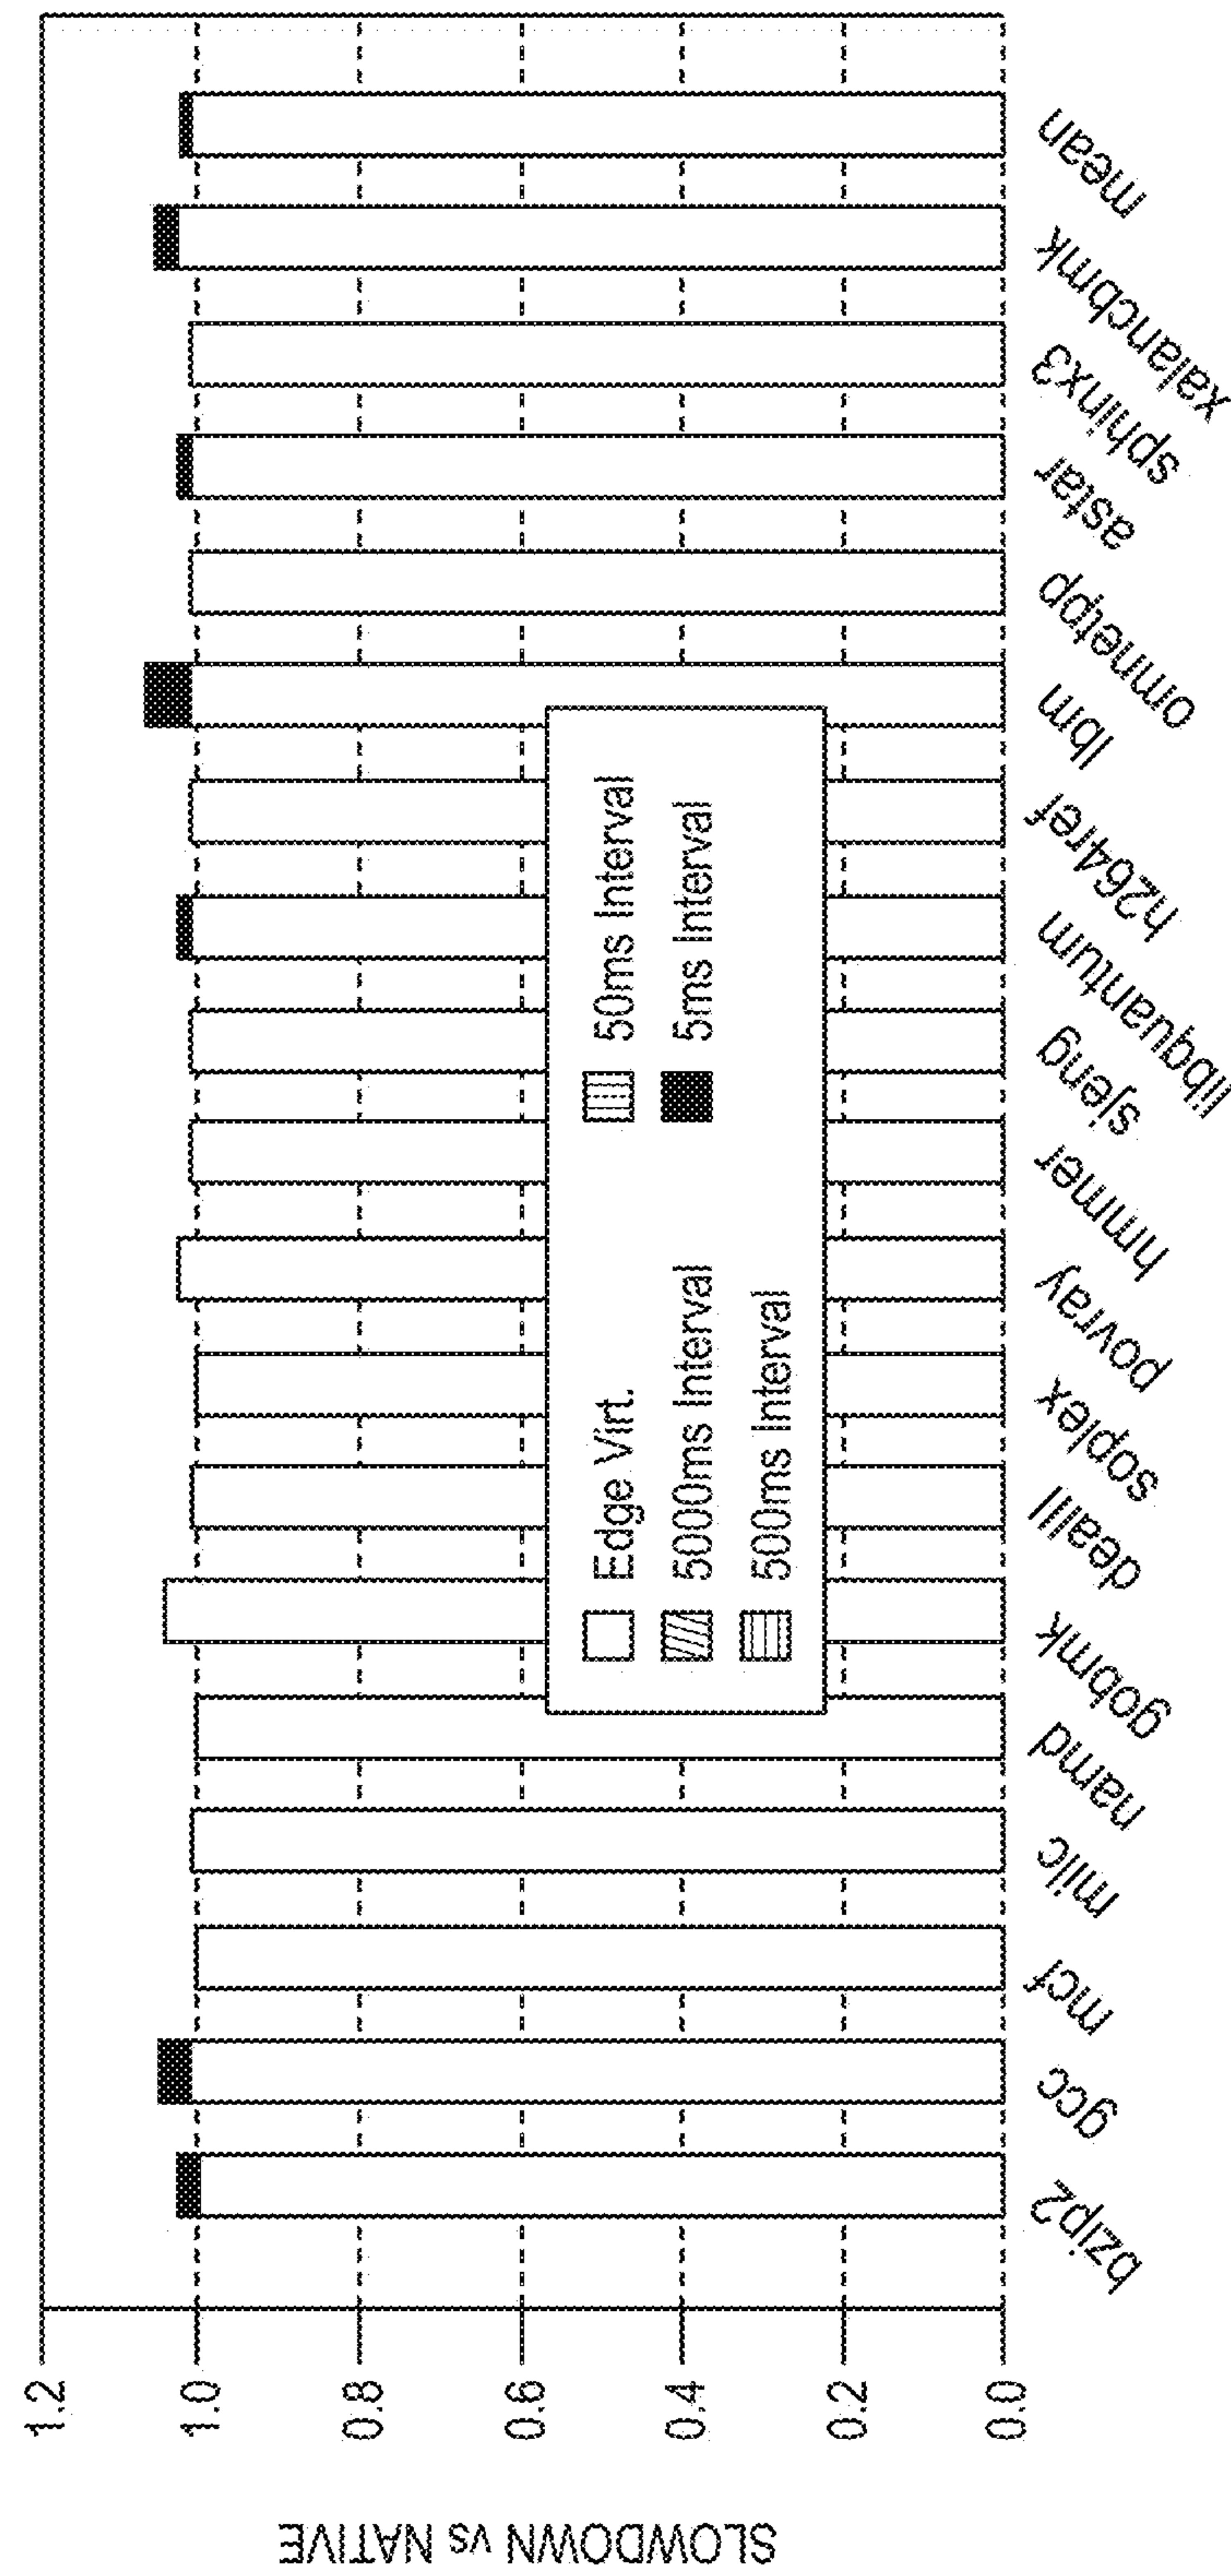 SLOWDOWN vs NATIVE
1.2
1.0
0.8
0.6
0.4
0.2
0.0
Edge Virt.
5000ms Interval
500ms Interval
50ms Interval
5ms Interval
bzip2
gcc
mcf
milc
namd
gobmk
dealII
soplex
povray
hmmer
sjeng
libquantum
h264ref
lbm
omnetpp
astar
sphinx3
xalancbmk
mean